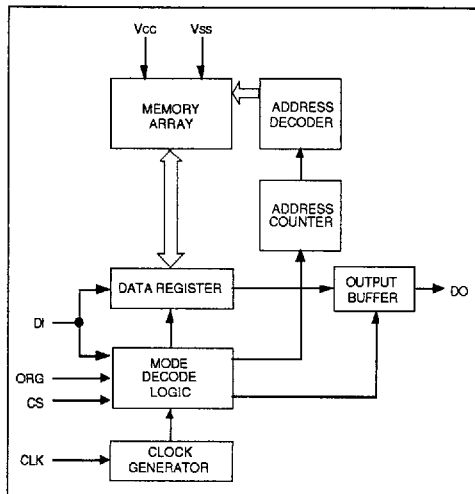 Vcc
Vss
MEMORY
ARRAY
ADDRESS
DECODER
ADDRESS
COUNTER
DATA REGISTER
OUTPUT
BUFFER
DO
DI
MODE
DECODE
LOGIC
ORG
CS
CLK
CLOCK
GENERATOR